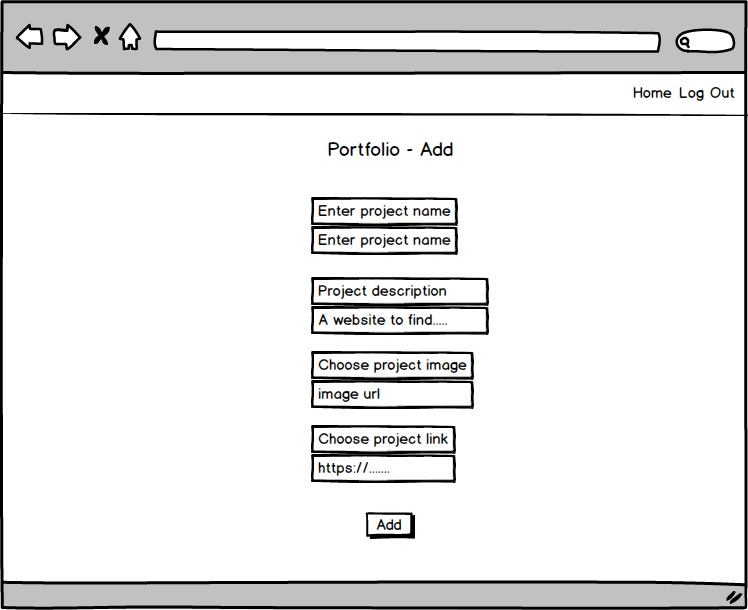 Home Log Out
Portfolio - Add
Enter project name
Enter project name
Project description
A website to find.....
Choose project image
image url
Choose project link
https://.......
Add